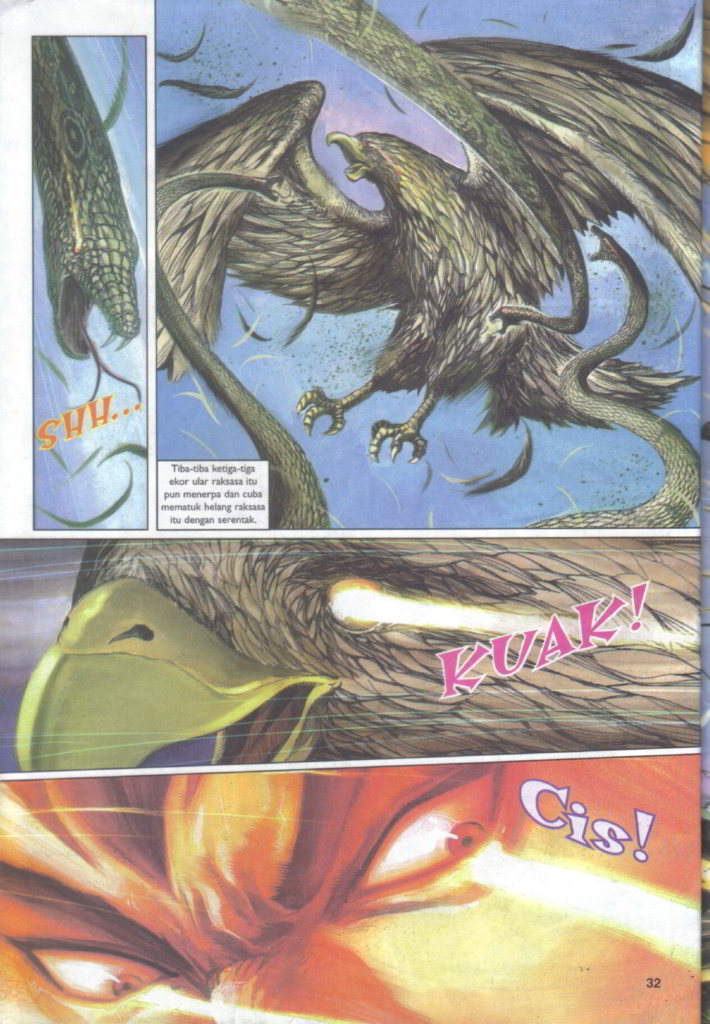 SHH...
Tiba-tiba ketiga-tiga
ekor ular raksasa itu
pun menerpa dan cuba
mematuk helang raksasa
itu dengan serentak.
KUAK!
Cis!
32